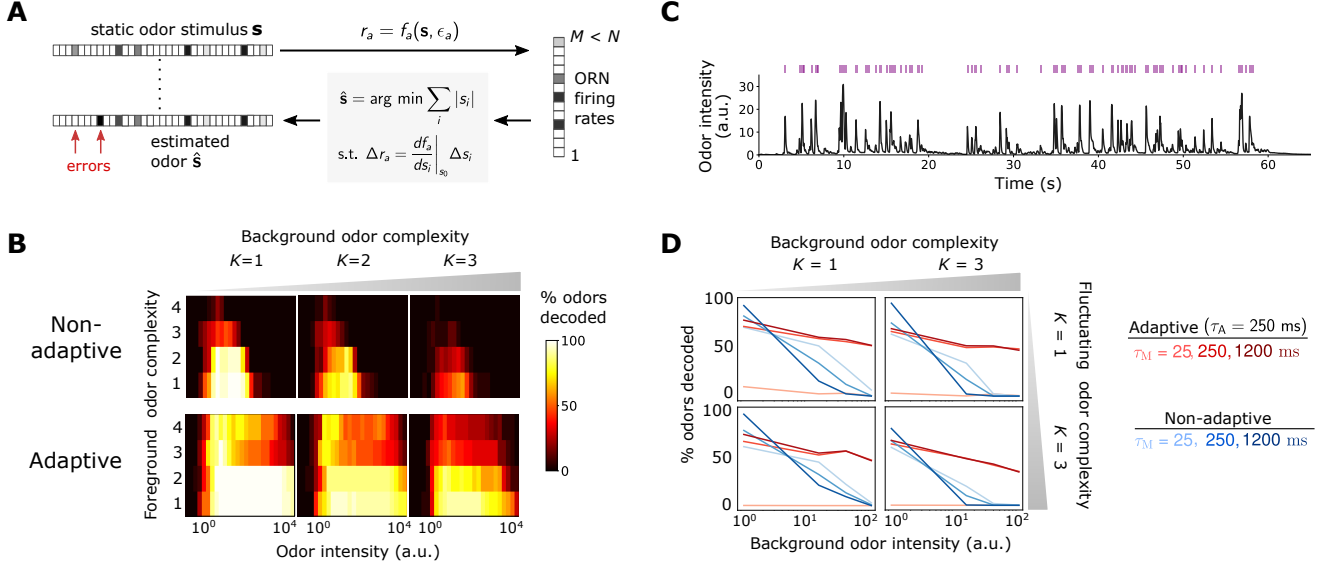 A
static odor stimulus s
r_a = f_a(s, ϵ_a)
M < N
ORN
firing
rates
1
ŝ = arg min ∑_i |s_i|
s.t. Δr_a = df_a/ds_i |_{s_0} Δs_i
estimated
odor ŝ
errors
B
Background odor complexity
K=1 K=2 K=3
Non-
adaptive
Adaptive
Foreground odor complexity
4
3
2
1
4
3
2
1
10^0 10^4 10^0 10^4
Odor intensity (a.u.)
% odors
decoded
100
50
0
C
Odor intensity
(a.u.)
30
20
10
0
0 10 20 30 40 50 60
Time (s)
D
Background odor complexity
K = 1 K = 3
% odors decoded
100
50
0
100
50
0
10^0 10^1 10^2 10^0 10^1 10^2
Background odor intensity (a.u.)
Fluctuating odor complexity
K = 1
K = 3
Adaptive (τ_A = 250 ms)
τ_M = 25, 250, 1200 ms
Non-adaptive
τ_M = 25, 250, 1200 ms